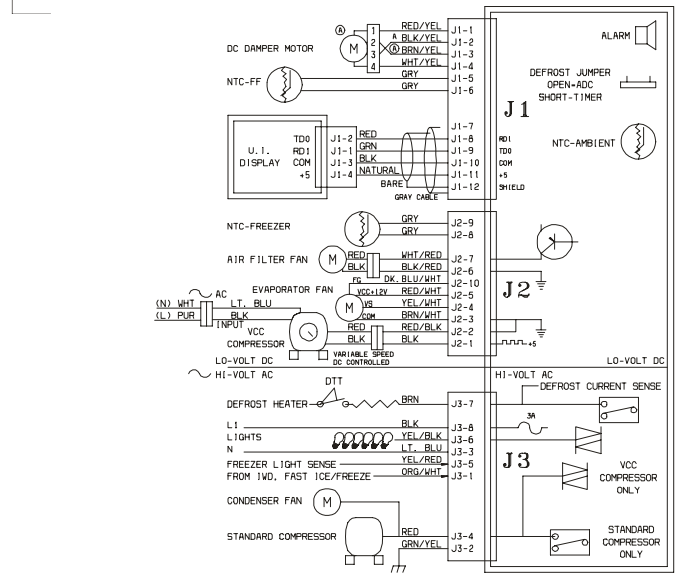 DC DAMPER MOTOR
A
M
1
2
3
4
A
A
RED/YEL
BLK/YEL
BRN/YEL
WHT/YEL
GRY
GRY
J1-1
J1-2
J1-3
J1-4
J1-5
J1-6
NTC-FF
ALARM
DEFROST JUMPER
OPEN=ADC
SHORT-TIMER
J1
NTC-AMBIENT
U.I.
DISPLAY
TDO
RDI
COM
+5
J1-2
J1-1
J1-3
J1-4
RED
GRN
BLK
NATURAL
BARE
GRAY CABLE
J1-7
J1-8
J1-9
J1-10
J1-11
J1-12
RDI
TDO
COM
+5
SHIELD
NTC-FREEZER
GRY
GRY
J2-9
J2-8
AIR FILTER FAN
M
RED
BLK
WHT/RED
BLK/RED
J2-7
J2-6
EVAPORATOR FAN
M
FG
VCC+12V
VS
COM
DK.BLU/WHT
RED/WHT
YEL/WHT
BRN/WHT
J2-10
J2-5
J2-4
J2-3
J2
AC
(N) WHT
(L) PUR
INPUT
LT. BLU
BLK
VCC
COMPRESSOR
RED
BLK
RED/BLK
BLK
J2-2
J2-1
+5
VARIABLE SPEED
DC CONTROLLED
LO-VOLT DC
HI-VOLT AC
LO-VOLT DC
HI-VOLT AC
DTT
DEFROST HEATER
BRN
J3-7
DEFROST CURRENT SENSE
L1
BLK
J3-8
3A
LIGHTS
YEL/BLK
J3-6
N
LT. BLU
J3-3
FREEZER LIGHT SENSE
YEL/RED
J3-5
FROM IWD, FAST ICE/FREEZE
ORG/WHT
J3-1
J3
VCC
COMPRESSOR
ONLY
CONDENSER FAN
M
STANDARD COMPRESSOR
RED
GRN/YEL
J3-4
J3-2
STANDARD
COMPRESSOR
ONLY